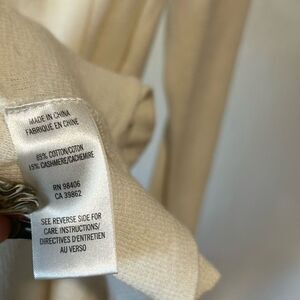 MADE IN CHINA
FABRIQUÉ EN CHINE
85% COTTON/COTON
15% CASHMERE/CACHEMIRE
RN 98406
CA 39862
SEE REVERSE SIDE FOR
CARE INSTRUCTIONS/
DIRECTIVES D'ENTRETIEN
AU VERSO